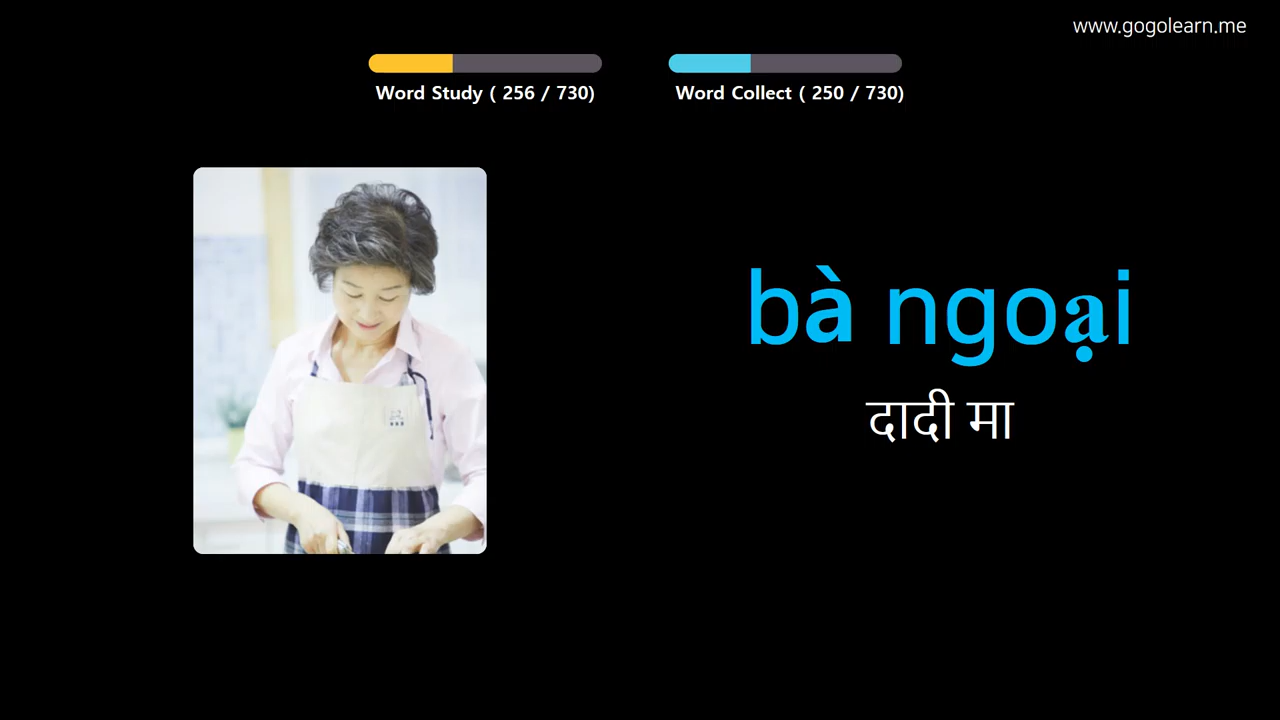 www.gogolearn.me
Word Study ( 256 / 730)
Word Collect ( 250 / 730)
bà ngoại
दादी मा